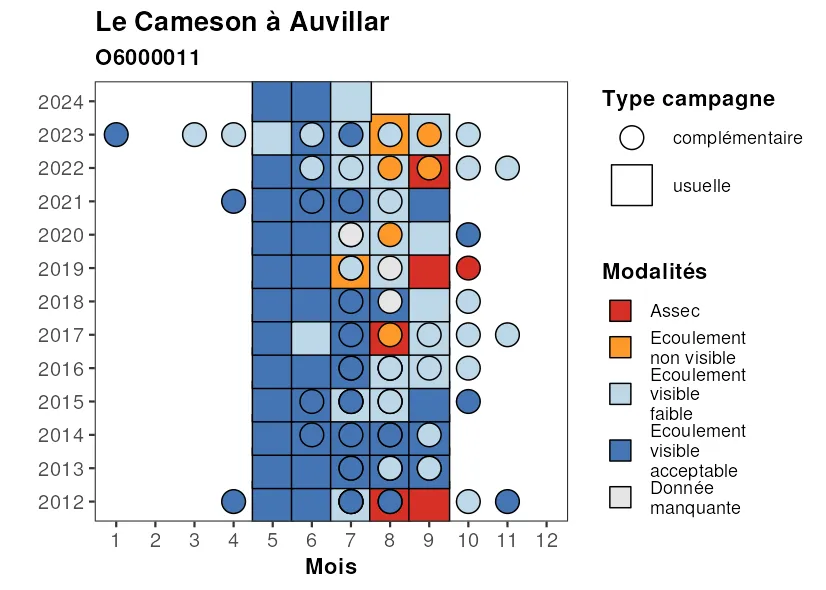 Le Cameson à Auvillar
O6000011
2024
2023
2022
2021
2020
2019
2018
2017
2016
2015
2014
2013
2012
1 2 3 4 5 6 7 8 9 10 11 12
Mois
Type campagne
complémentaire
usuelle
Modalités
Assec
Ecoulement
non visible
Ecoulement
visible
faible
Ecoulement
visible
acceptable
Donnée
manquante